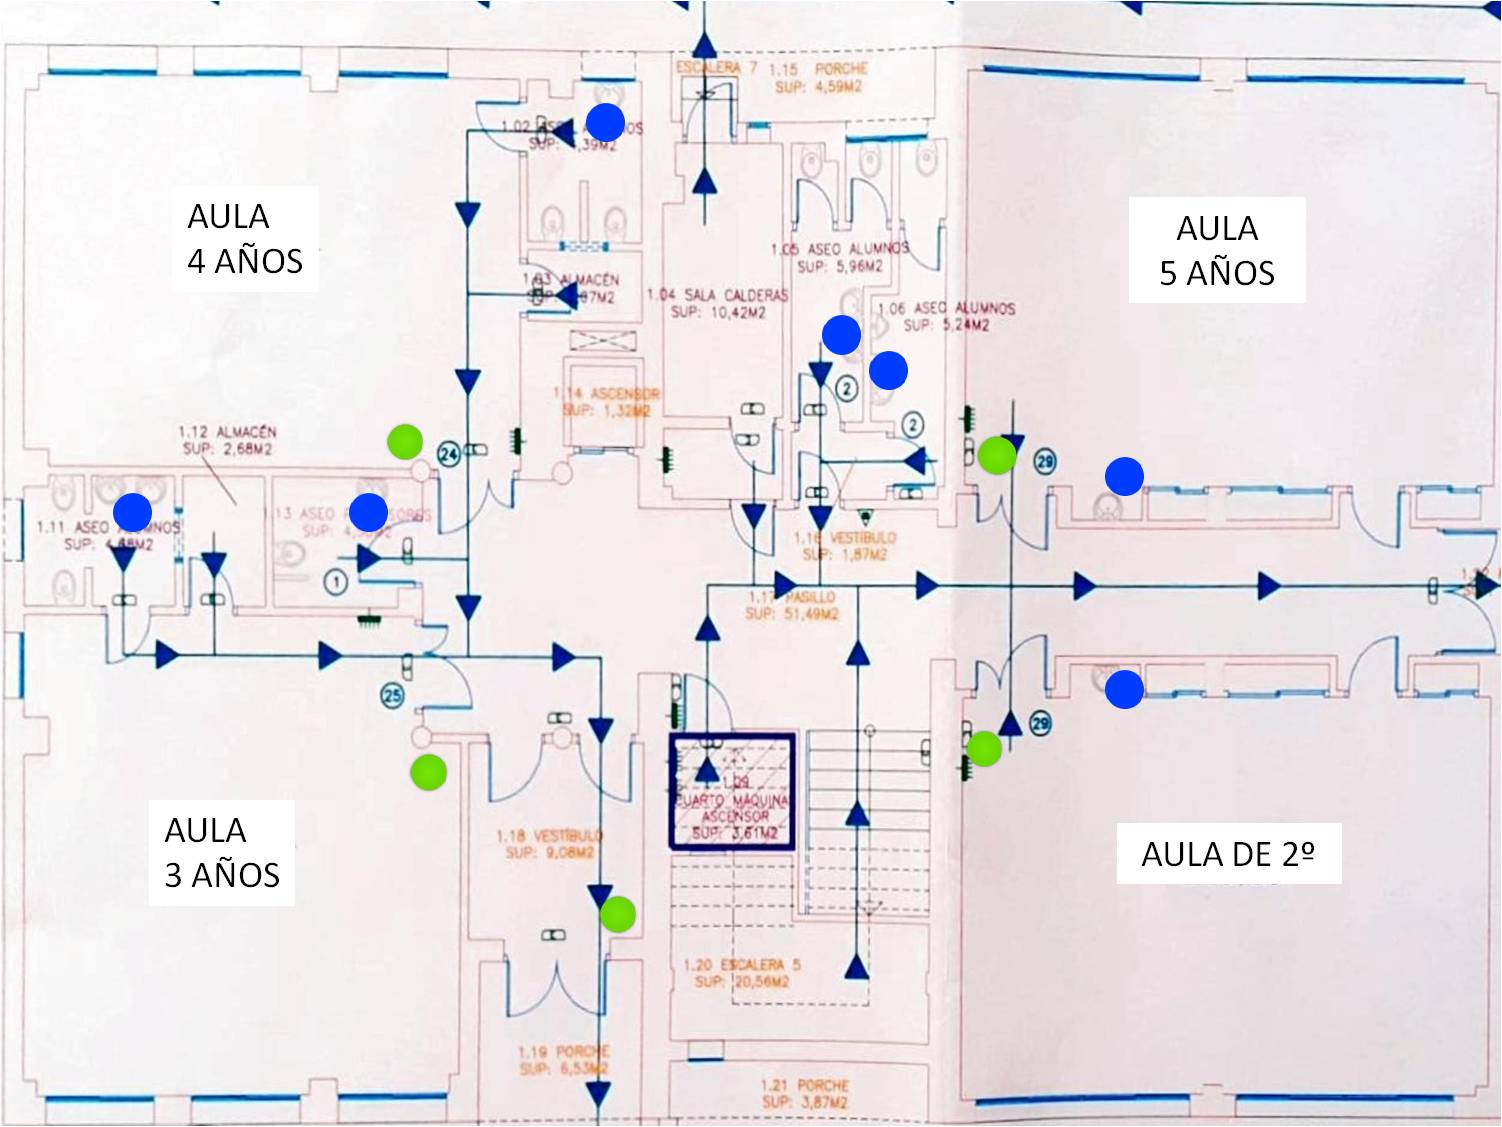 ESCALERA 7
1.15 PORCHE
SUP: 4,59M2
1.02
SUP:
,39M2
AULA
4 AÑOS
AULA
5 AÑOS
1.05 ASEO ALUMNOS
SUP: 5,96M2
1.03 ALMACÉN
SUP:
1.04 SALA CALDERAS
SUP: 10,42M2
1.06 ASEO ALUMNOS
SUP: 5,24M2
1.14 ASCENSOR
SUP: 1,32M2
2
2
1.12 ALMACÉN
SUP: 2,68M2
24
29
1.11 ASEO
SUP:
1.13 ASEO
SUP:
1
1.16 VESTÍBULO
SUP: 1,87M2
1.17 PASILLO
SUP: 51,49M2
25
29
1.09
CUARTO MÁQUINA
ASCENSOR
SUP: 3,61M2
AULA
3 AÑOS
1.18 VESTÍBULO
SUP: 9,08M2
AULA DE 2º
1.20 ESCALERA 5
SUP: 20,56M2
1.19 PORCHE
SUP: 6,53M2
1.21 PORCHE
SUP: 3,87M2